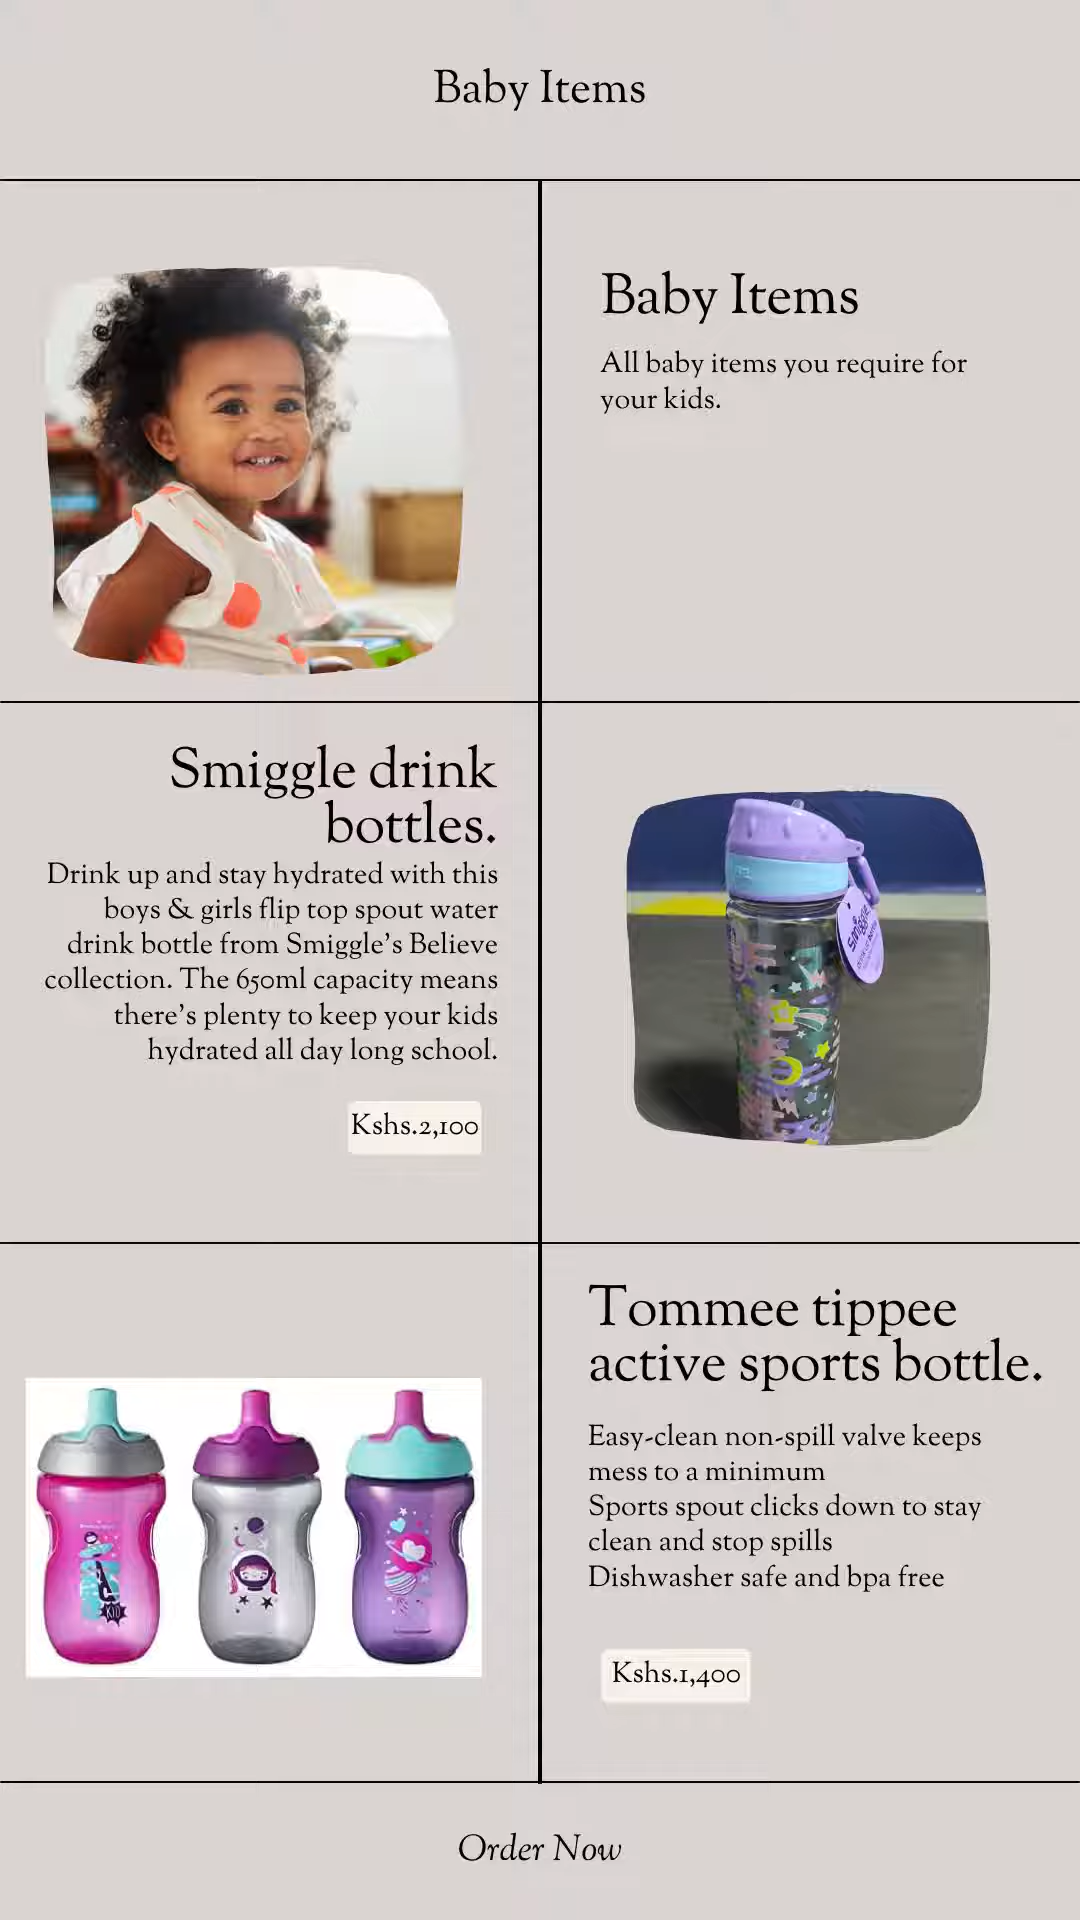 Baby Items
Baby Items
All baby items you require for
your kids.
Smiggle drink
bottles.
Drink up and stay hydrated with this
boys & girls flip top spout water
drink bottle from Smiggle's Believe
collection. The 650ml capacity means
there's plenty to keep your kids
hydrated all day long school.
Kshs.2,100
smiggle
Tommee tippee
active sports bottle.
Easy-clean non-spill valve keeps
mess to a minimum
Sports spout clicks down to stay
clean and stop spills
Dishwasher safe and bpa free
KID
Kshs.1,400
Order Now